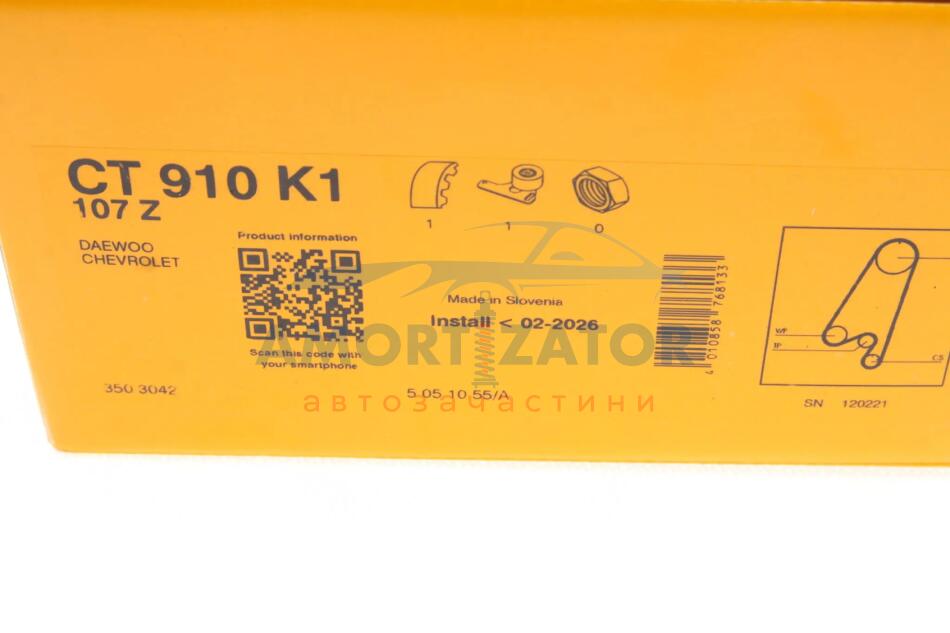 CT 910 K1
107 Z
DAEWOO
CHEVROLET
Product information
Scan this code with
your smartphone
350 3042
1
1
0
Made in Slovenia
Install < 02-2026
5 05 10 55/A
4 010858 768133
WP
TP
CS
SN 120221
AMORTIZATOR
автозачастини